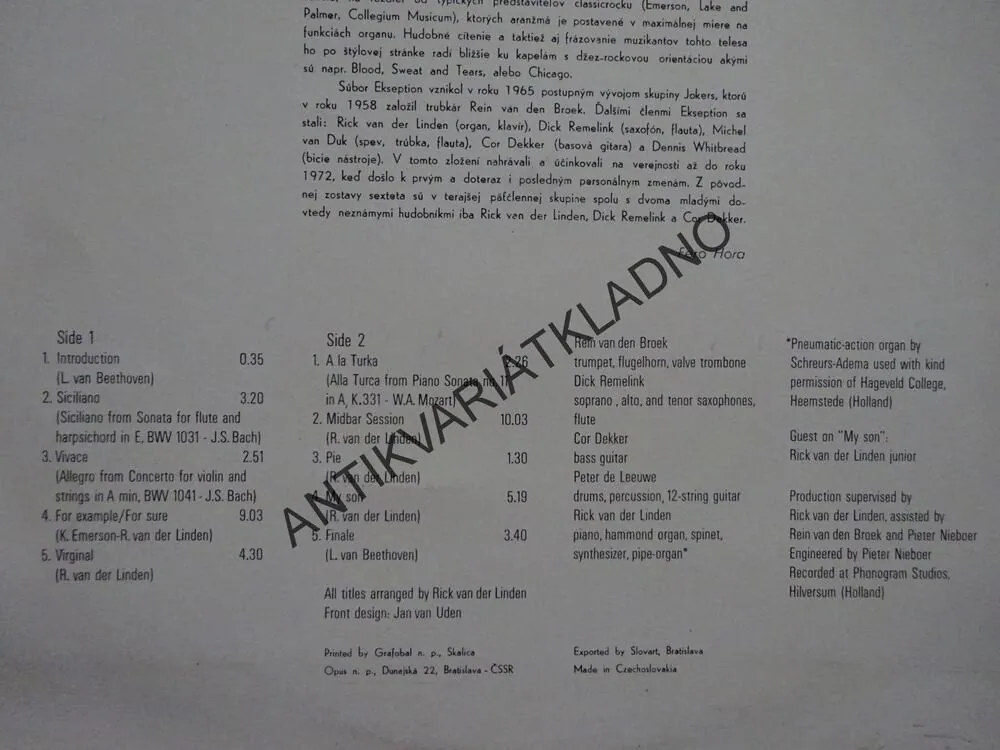 predstaviteľov classicrocku (Emerson, Lake and
Palmer, Collegium Musicum), ktorých aranžmá je postavené v maximálnej miere na
funkciách organu. Hudobné cítenie a taktiež aj frázovanie muzikantov tohto telesa
ho po štýlovej stránke radí bližšie ku kapelám s džez-rockovou orientáciou akými
sú napr. Blood, Sweat and Tears, alebo Chicago.
Súbor Ekseption vznikol v roku 1965 postupným vývojom skupiny Jokers, ktorú
v roku 1958 založil trubkár Rein van den Broek. Ďalšími členmi Ekseption sa
stali: Rick van der Linden (organ, klavír), Dick Remelink (saxofón, flauta), Michel
van Duk (spev, trúbka, flauta), Cor Dekker (basová gitara) a Dennis Whitbread
(bicie nástroje). V tomto zložení nahrávali a účinkovali na verejnosti až do roku
1972, keď došlo k prvým a doteraz i posledným personálnym zmenám. Z pôvod-
nej zostavy sexteta sú v terajšej päťčlennej skupine spolu s dvoma mladými do-
vtedy neznámymi hudobníkmi iba Rick van der Linden, Dick Remelink a Cor Dekker.
Fero Hora
ANTIKVARIÁTKLADNO
Side 1
1. Introduction 0.35
(L. van Beethoven)
2. Siciliano 3.20
(Siciliano from Sonata for flute and
harpsichord in E, BWV 1031 - J.S. Bach)
3. Vivace 2.51
(Allegro from Concerto for violin and
strings in A min, BWV 1041 - J.S. Bach)
4. For example/For sure 9.03
(K. Emerson-R. van der Linden)
5. Virginal 4.30
(R. van der Linden)
Side 2
1. A la Turka 2.26
(Alla Turca from Piano Sonata no. 11
in A, K.331 - W.A. Mozart)
2. Midbar Session 10.03
(R. van der Linden)
3. Pie 1.30
(R. van der Linden)
4. My son 5.19
(R. van der Linden)
5. Finale 3.40
(L. van Beethoven)
All titles arranged by Rick van der Linden
Front design: Jan van Uden
Printed by Grafobal n. p., Skalica
Opus n. p., Dunajská 22, Bratislava - ČSSR
Rein van den Broek
trumpet, flugelhorn, valve trombone
Dick Remelink
soprano , alto, and tenor saxophones,
flute
Cor Dekker
bass guitar
Peter de Leeuwe
drums, percussion, 12-string guitar
Rick van der Linden
piano, hammond organ, spinet,
synthesizer, pipe-organ*
Exported by Slovart, Bratislava
Made in Czechoslovakia
*Pneumatic-action organ by
Schreurs-Adema used with kind
permission of Hageveld College,
Heemstede (Holland)
Guest on "My son":
Rick van der Linden junior
Production supervised by
Rick van der Linden, assisted by
Rein van den Broek and Pieter Nieboer
Engineered by Pieter Nieboer
Recorded at Phonogram Studios,
Hilversum (Holland)